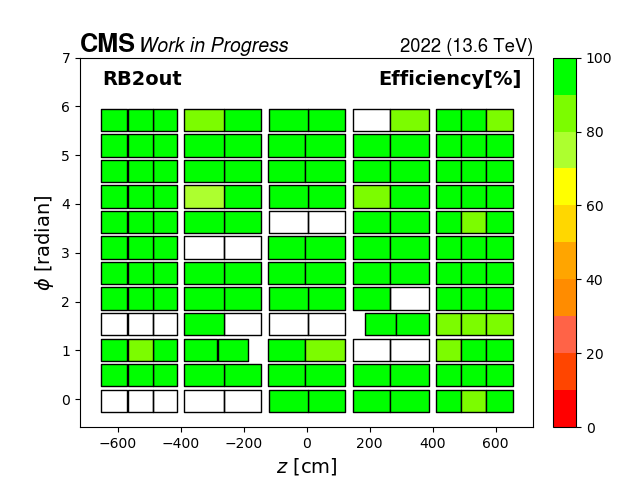 CMS Work in Progress 2022 (13.6 TeV)
RB2out Efficiency[%]
7
6
5
4
3
2
1
0
ϕ [radian]
−600 −400 −200 0 200 400 600
z [cm]
100
80
60
40
20
0